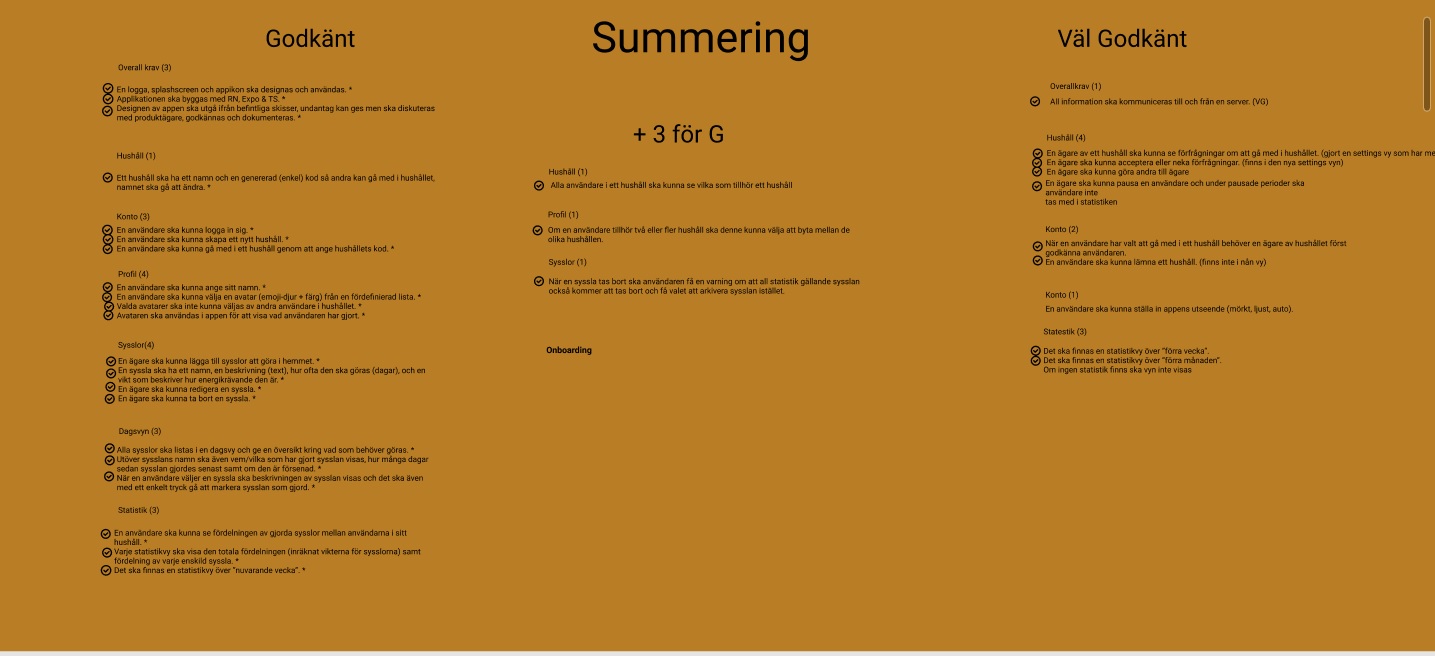 Summering
Godkänt
Overall krav (3)
En logga, splashscreen och appikon ska designas och användas. *
Applikationen ska byggas med RN, Expo & TS. *
Designen av appen ska utgå ifrån befintliga skisser, undantag kan ges men ska diskuteras
med produktägare, godkännas och dokumenteras. *
Hushåll (1)
Ett hushåll ska ha ett namn och en genererad (enkel) kod så andra kan gå med i hushållet,
namnet ska gå att ändra. *
Konto (3)
En användare ska kunna logga in sig. *
En användare ska kunna skapa ett nytt hushåll. *
En användare ska kunna gå med i ett hushåll genom att ange hushållets kod. *
Profil (4)
En användare ska kunna ange sitt namn. *
En användare ska kunna välja en avatar (emoji-djur + färg) från en fördefinierad lista. *
Valda avatarer ska inte kunna väljas av andra användare i hushållet. *
Avataren ska användas i appen för att visa vad användaren har gjort. *
Sysslor(4)
En ägare ska kunna lägga till sysslor att göra i hemmet. *
En syssla ska ha ett namn, en beskrivning (text), hur ofta den ska göras (dagar), och en
vikt som beskriver hur energikrävande den är. *
En ägare ska kunna redigera en syssla. *
En ägare ska kunna ta bort en syssla. *
Dagsvyn (3)
Alla sysslor ska listas i en dagsvy och ge en översikt kring vad som behöver göras. *
Utöver sysslans namn ska även vem/vilka som har gjort sysslan visas, hur många dagar
sedan sysslan gjordes senast samt om den är försenad. *
När en användare väljer en syssla ska beskrivningen av sysslan visas och det ska även
med ett enkelt tryck gå att markera sysslan som gjord. *
Statistik (3)
En användare ska kunna se fördelningen av gjorda sysslor mellan användarna i sitt
hushåll. *
Varje statistikvy ska visa den totala fördelningen (inräknat vikterna för sysslorna) samt
fördelning av varje enskild syssla. *
Det ska finnas en statistikvy över “nuvarande vecka”. *
+ 3 för G
Hushåll (1)
Alla användare i ett hushåll ska kunna se vilka som tillhör ett hushåll
Profil (1)
Om en användare tillhör två eller fler hushåll ska denne kunna välja att byta mellan de
olika hushållen.
Sysslor (1)
När en syssla tas bort ska användaren få en varning om att all statistik gällande sysslan
också kommer att tas bort och få valet att arkivera sysslan istället.
Onboarding
Väl Godkänt
Overallkrav (1)
All information ska kommuniceras till och från en server. (VG)
Hushåll (4)
En ägare av ett hushåll ska kunna se förfrågningar om att gå med i hushållet. (gjort en settings vy som har me
En ägare ska kunna acceptera eller neka förfrågningar. (finns i den nya settings vyn)
En ägare ska kunna göra andra till ägare
En ägare ska kunna pausa en användare och under pausade perioder ska
användare inte
tas med i statistiken
Konto (2)
När en användare har valt att gå med i ett hushåll behöver en ägare av hushållet först
godkänna användaren.
En användare ska kunna lämna ett hushåll. (finns inte i nån vy)
Konto (1)
En användare ska kunna ställa in appens utseende (mörkt, ljust, auto).
Statestik (3)
Det ska finnas en statistikvy över “förra vecka”.
Det ska finnas en statistikvy över “förra månaden”.
Om ingen statistik finns ska vyn inte visas